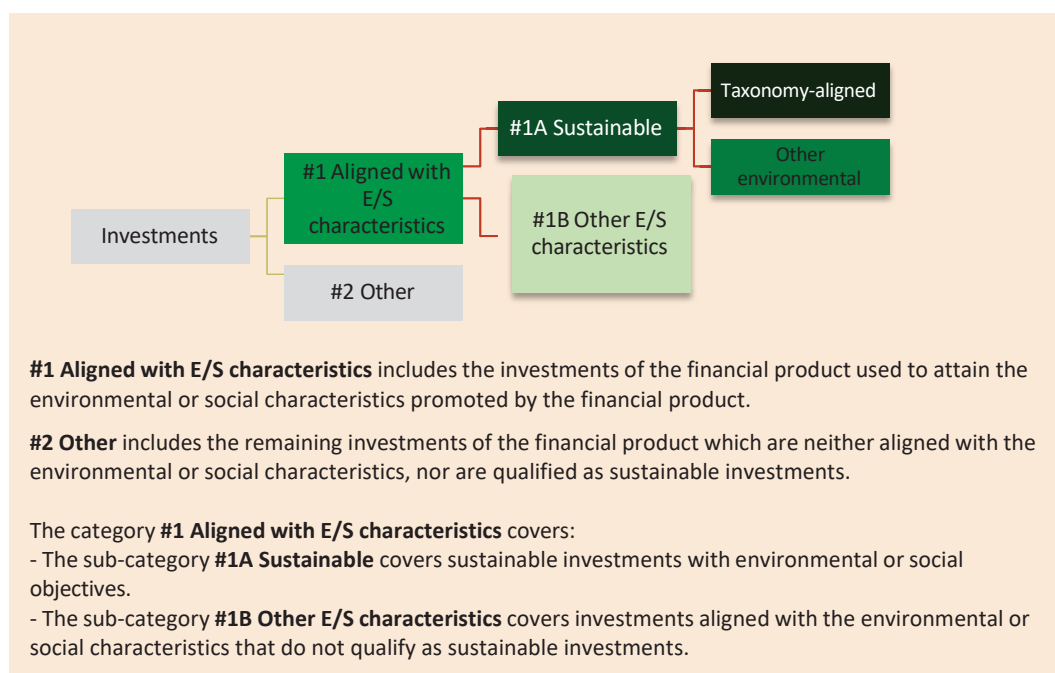 Taxonomy-aligned
#1A Sustainable
Other
environmental
#1 Aligned with
E/S
characteristics
#1B Other E/S
characteristics
Investments
#2 Other
#1 Aligned with E/S characteristics includes the investments of the financial product used to attain the
environmental or social characteristics promoted by the financial product.
#2 Other includes the remaining investments of the financial product which are neither aligned with the
environmental or social characteristics, nor are qualified as sustainable investments.
The category #1 Aligned with E/S characteristics covers:
- The sub-category #1A Sustainable covers sustainable investments with environmental or social
objectives.
- The sub-category #1B Other E/S characteristics covers investments aligned with the environmental or
social characteristics that do not qualify as sustainable investments.